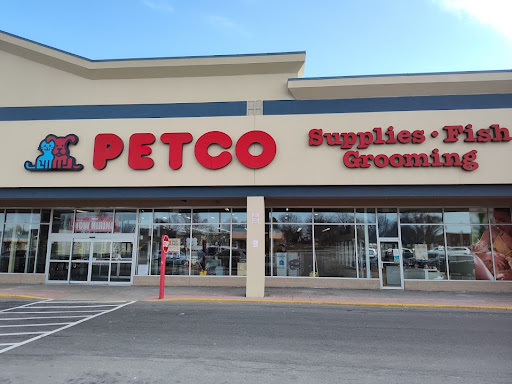 PETCO
Supplies · Fish
Grooming